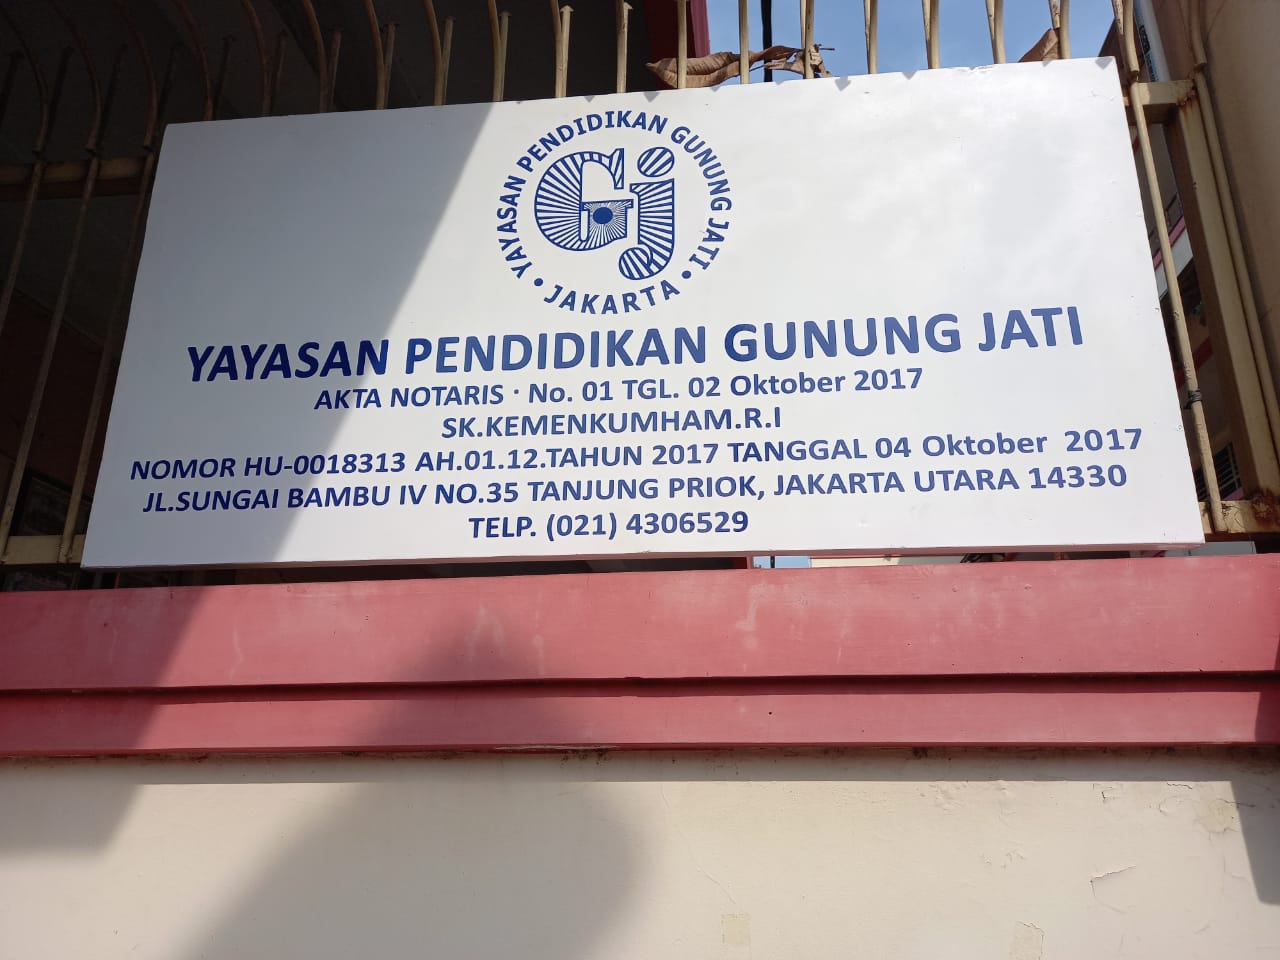 YAYASAN PENDIDIKAN GUNUNG JATI
• JAKARTA •
Gj
YAYASAN PENDIDIKAN GUNUNG JATI
AKTA NOTARIS · No. 01 TGL. 02 Oktober 2017
SK.KEMENKUMHAM.R.I
NOMOR HU-0018313 AH.01.12.TAHUN 2017 TANGGAL 04 Oktober 2017
JL.SUNGAI BAMBU IV NO.35 TANJUNG PRIOK, JAKARTA UTARA 14330
TELP. (021) 4306529